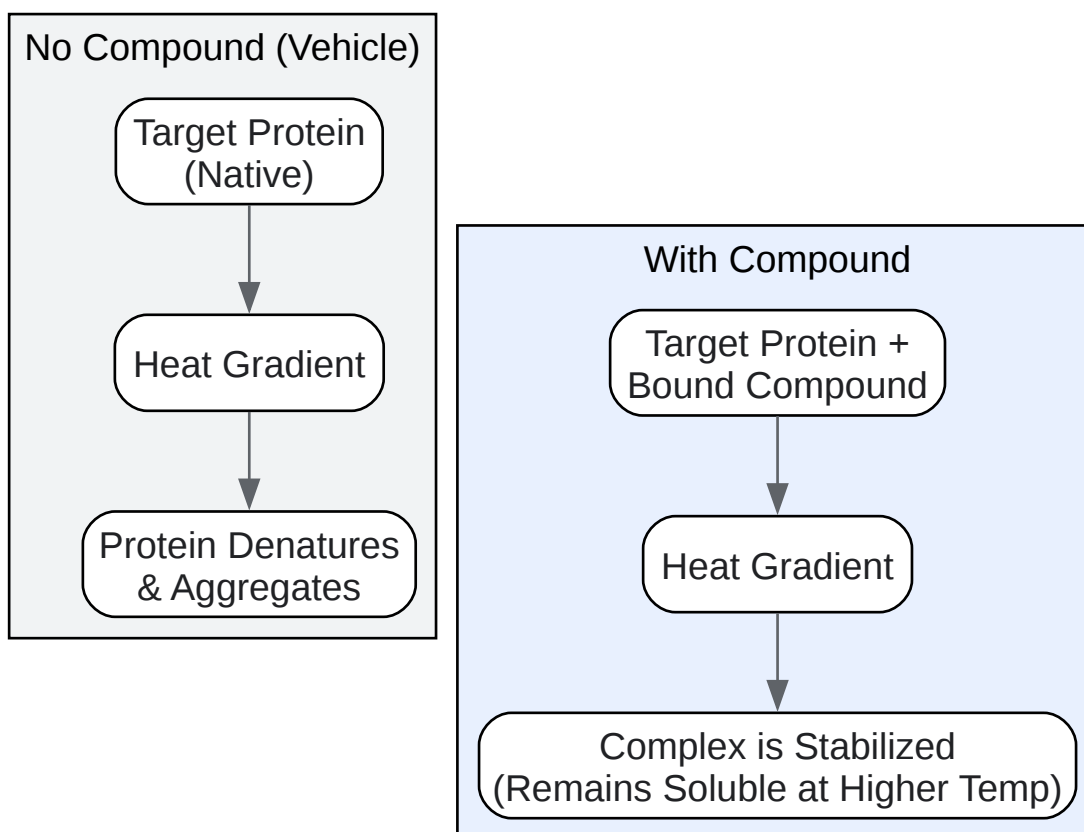 No Compound (Vehicle)
Target Protein
(Native)
Heat Gradient
Protein Denatures
& Aggregates
With Compound
Target Protein +
Bound Compound
Heat Gradient
Complex is Stabilized
(Remains Soluble at Higher Temp)